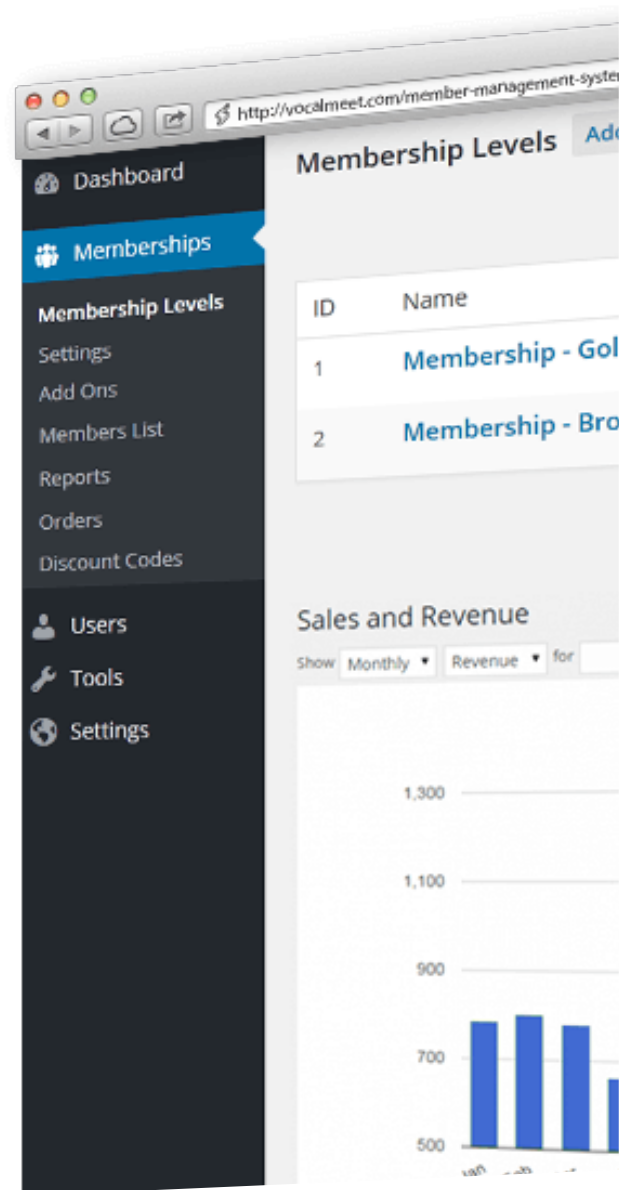 http://vocalmeet.com/member-management-system
Dashboard
Memberships
Membership Levels
Settings
Add Ons
Members List
Reports
Orders
Discount Codes
Users
Tools
Settings
Membership Levels
ID Name
1 Membership - Gol
2 Membership - Bro
Sales and Revenue
Show Monthly Revenue for
1,300
1,100
900
700
500